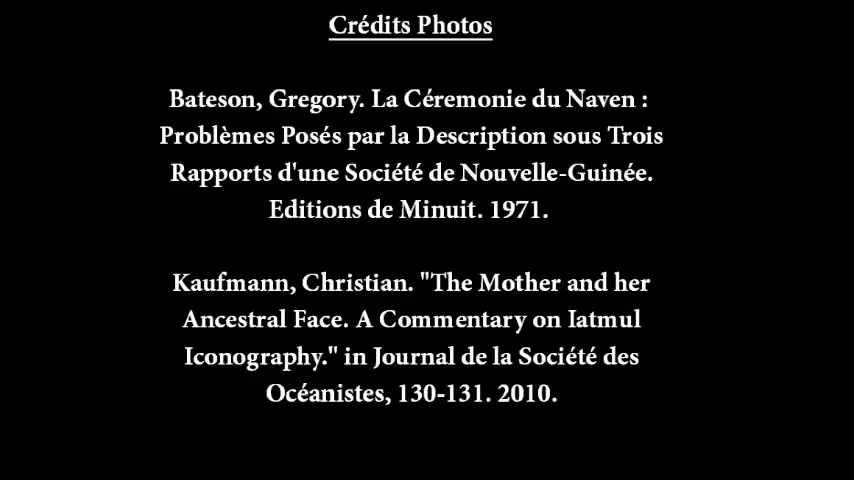 Crédits Photos
Bateson, Gregory. La Céremonie du Naven :
Problèmes Posés par la Description sous Trois
Rapports d'une Société de Nouvelle-Guinée.
Editions de Minuit. 1971.
Kaufmann, Christian. "The Mother and her
Ancestral Face. A Commentary on Iatmul
Iconography." in Journal de la Société des
Océanistes, 130-131. 2010.